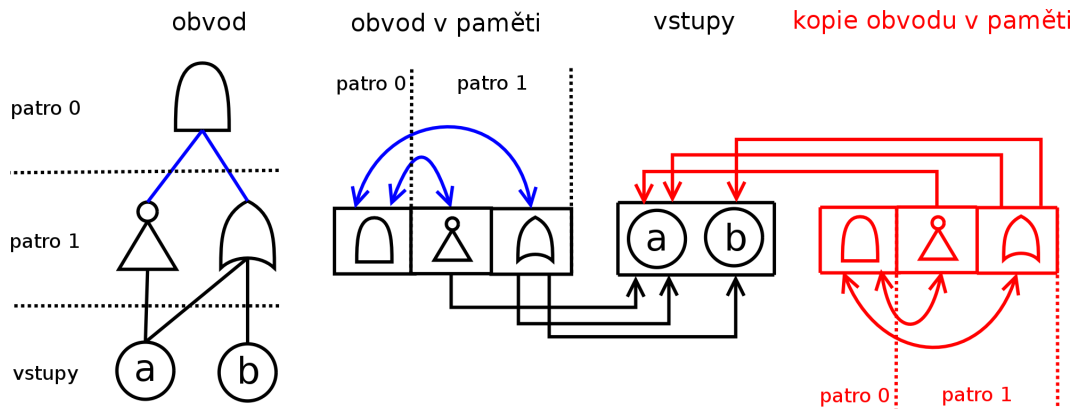 obvod
obvod v paměti
vstupy
kopie obvodu v paměti
patro 0
patro 1
vstupy
a
b
patro 0
patro 1
a
b
patro 0
patro 1